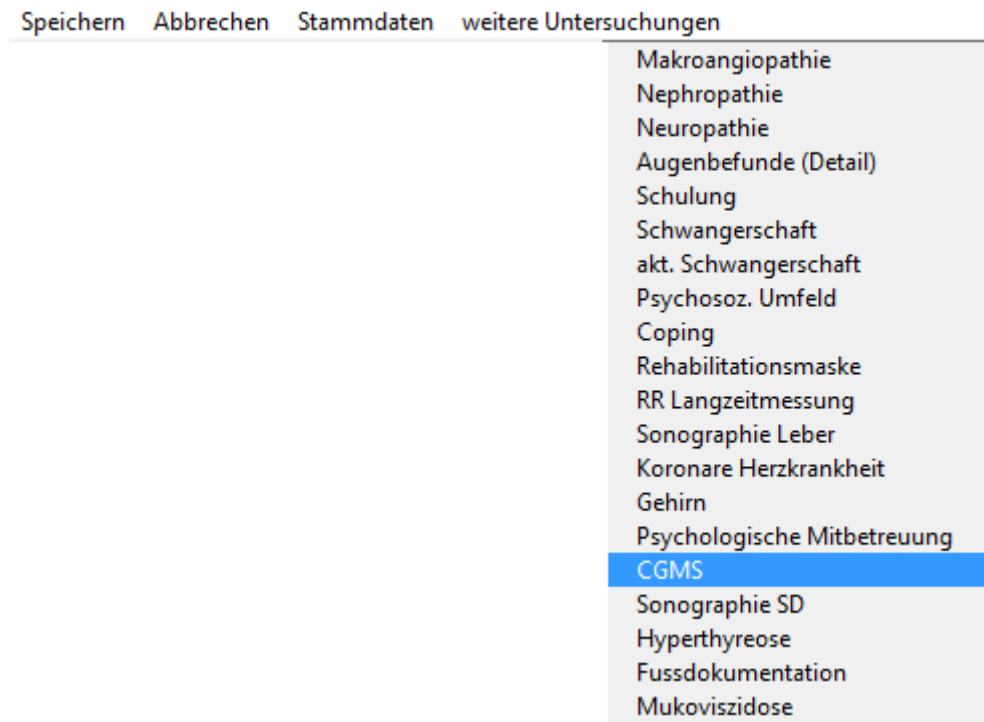 Speichern Abbrechen Stammdaten weitere Untersuchungen
Makroangiopathie
Nephropathie
Neuropathie
Augenbefunde (Detail)
Schulung
Schwangerschaft
akt. Schwangerschaft
Psychosoz. Umfeld
Coping
Rehabilitationsmaske
RR Langzeitmessung
Sonographie Leber
Koronare Herzkrankheit
Gehirn
Psychologische Mitbetreuung
CGMS
Sonographie SD
Hyperthyreose
Fussdokumentation
Mukoviszidose